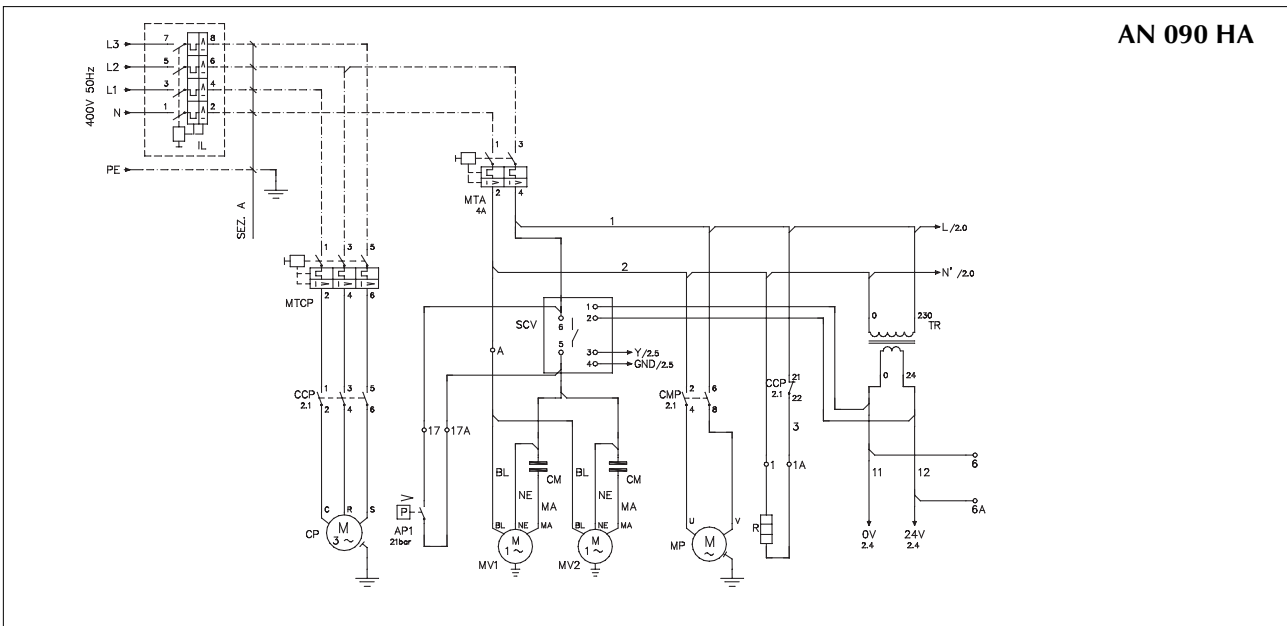 AN 090 HA
400V 50Hz
L3 7 8
L2 5 6
L1 3 4
N 1 2
IL
PE
SEZ. A
1 3
2 4
MTA
4A
1
L/2.0
2
N'/2.0
1 3 5
2 4 6
MTCP
SCV
6 1
2
5 3 Y/2.5
4 GND/2.5
A
0 230
TR
0 24
CCP
2.1
1 3 5
2 4 6
CMP
2.1
2 6
4 8
CCP
2.1
21
22
3
17 17A
1 1A
11 12
6
6A
BL NE MA CM
BL NE MA CM
P
AP1
21bar
C R S
CP
M
3 ~
BL NE MA
M
1 ~
MV1
BL NE MA
M
1 ~
MV2
U V
MP
M
~
R
0V
2.4
24V
2.4